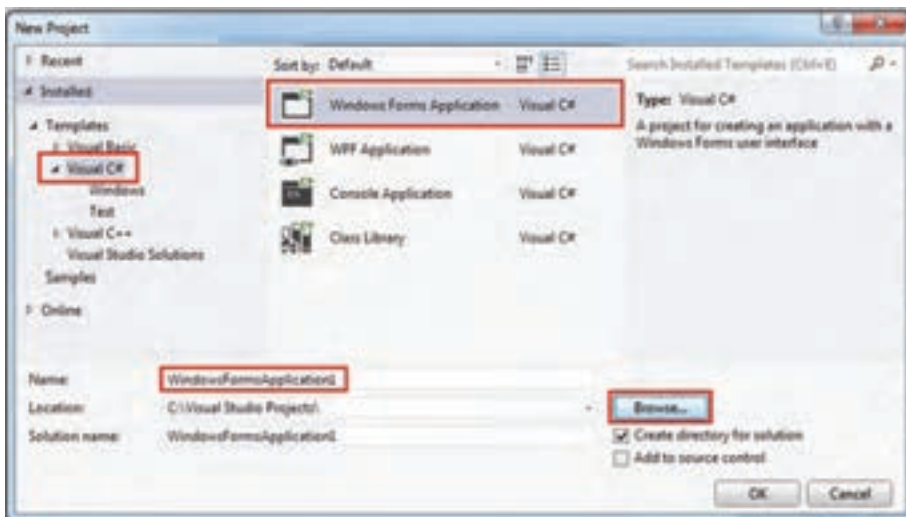 New Project
Recent
Installed
Templates
Visual Basic
Visual C#
Windows
Test
Visual C++
Visual Studio Solutions
Samples
Online
Sort by: Default
Search Installed Templates (Ctrl+E)
Windows Forms Application Visual C#
WPF Application Visual C#
Console Application Visual C#
Class Library Visual C#
Type: Visual C#
A project for creating an application with a
Windows Forms user interface
Name: WindowsFormsApplication1
Location: C:\Visual Studio Projects\
Solution name: WindowsFormsApplication1
Browse...
Create directory for solution
Add to source control
OK Cancel